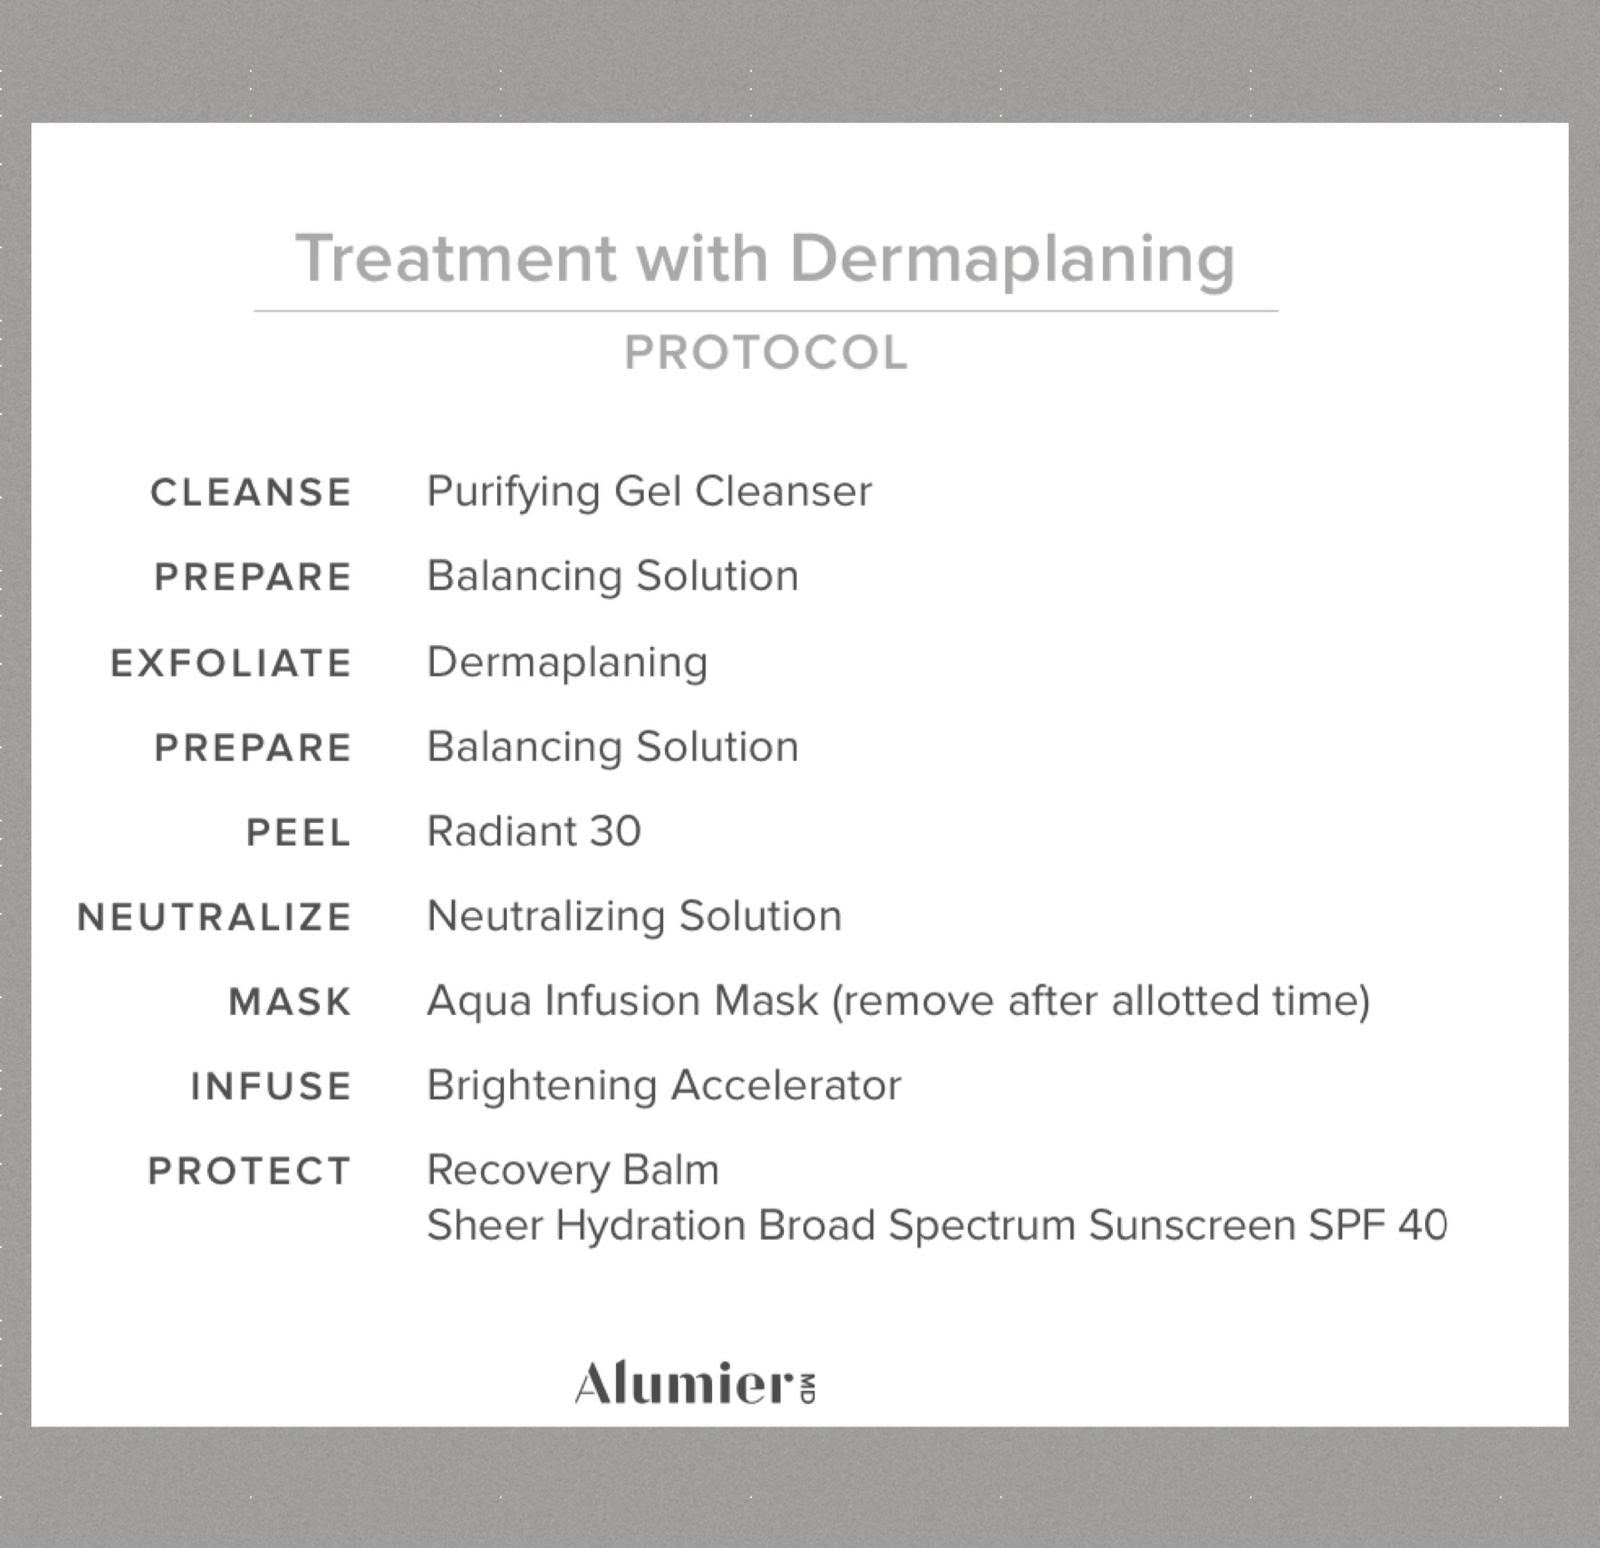 Treatment with Dermaplaning
PROTOCOL
CLEANSE Purifying Gel Cleanser
PREPARE Balancing Solution
EXFOLIATE Dermaplaning
PREPARE Balancing Solution
PEEL Radiant 30
NEUTRALIZE Neutralizing Solution
MASK Aqua Infusion Mask (remove after allotted time)
INFUSE Brightening Accelerator
PROTECT Recovery Balm
Sheer Hydration Broad Spectrum Sunscreen SPF 40
Alumier MD